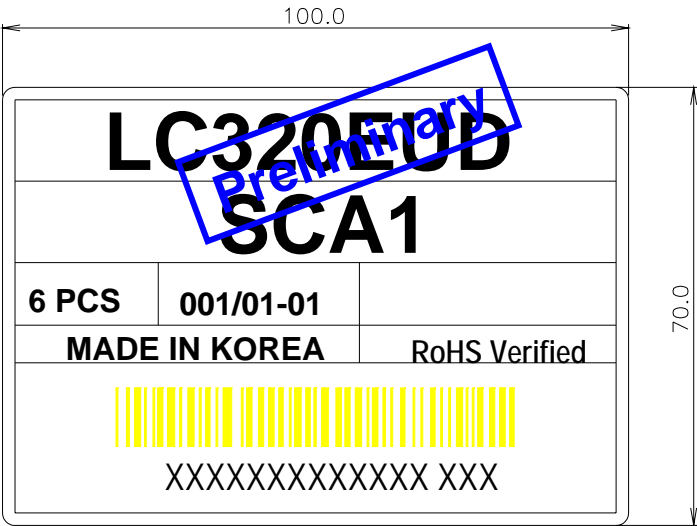 100.0
LC320EUD
Preliminary
SCA1
6 PCS 001/01-01
70.0
MADE IN KOREA RoHS Verified
XXXXXXXXXXXXX XXX